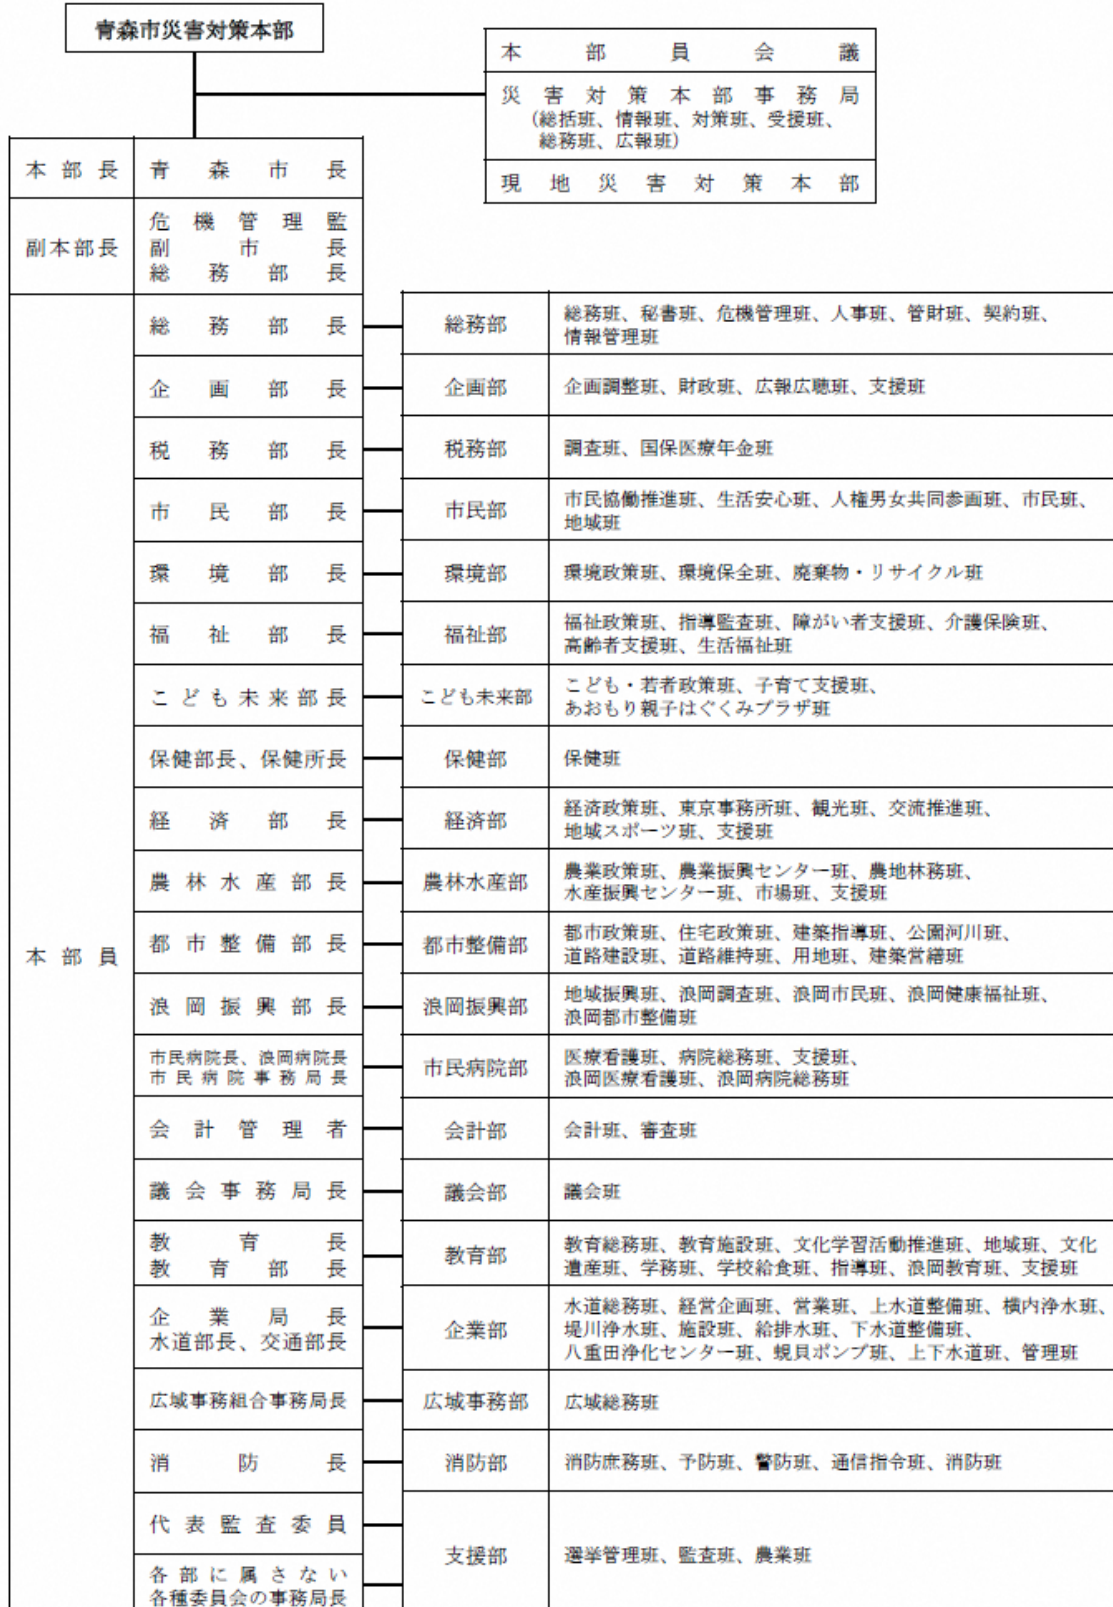 青森市災害対策本部
本部員会議
災害対策本部事務局
(総括班、情報班、対策班、受援班、
総務班、広報班)
現地災害対策本部
本部長
青森市長
副本部長
危機管理監
副市長
総務部長
本部員
総務部長
総務部
総務班、秘書班、危機管理班、人事班、管財班、契約班、
情報管理班
企画部長
企画部
企画調整班、財政班、広報広聴班、支援班
税務部長
税務部
調査班、国保医療年金班
市民部長
市民部
市民協働推進班、生活安心班、人権男女共同参画班、市民班、
地域班
環境部長
環境部
環境政策班、環境保全班、廃棄物・リサイクル班
福祉部長
福祉部
福祉政策班、指導監査班、障がい者支援班、介護保険班、
高齢者支援班、生活福祉班
こども未来部長
こども未来部
こども・若者政策班、子育て支援班、
あおもり親子はぐくみプラザ班
保健部長、保健所長
保健部
保健班
経済部長
経済部
経済政策班、東京事務所班、観光班、交流推進班、
地域スポーツ班、支援班
農林水産部長
農林水産部
農業政策班、農業振興センター班、農地林務班、
水産振興センター班、市場班、支援班
都市整備部長
都市整備部
都市政策班、住宅政策班、建築指導班、公園河川班、
道路建設班、道路維持班、用地班、建築営繕班
浪岡振興部長
浪岡振興部
地域振興班、浪岡調査班、浪岡市民班、浪岡健康福祉班、
浪岡都市整備班
市民病院長、浪岡病院長
市民病院事務局長
市民病院部
医療看護班、病院総務班、支援班、
浪岡医療看護班、浪岡病院総務班
会計管理者
会計部
会計班、審査班
議会事務局長
議会部
議会班
教育長
教育部長
教育部
教育総務班、教育施設班、文化学習活動推進班、地域班、文化
遺産班、学務班、学校給食班、指導班、浪岡教育班、支援班
企業局長
水道部長、交通部長
企業部
水道総務班、経営企画班、営業班、上水道整備班、横内浄水班、
堤川浄水班、施設班、給排水班、下水道整備班、
八重田浄化センター班、蜆貝ポンプ班、上下水道班、管理班
広域事務組合事務局長
広域事務部
広域総務班
消防長
消防部
消防庶務班、予防班、警防班、通信指令班、消防班
代表監査委員
各部に属さない
各種委員会の事務局長
支援部
選挙管理班、監査班、農業班